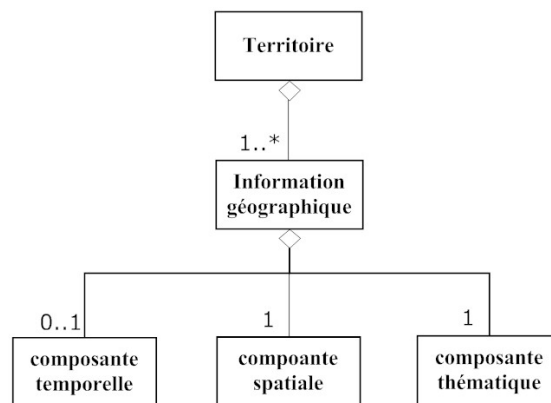 Territoire
1..*
Information
géographique
0..1
1
1
composante
temporelle
compoante
spatiale
composante
thématique